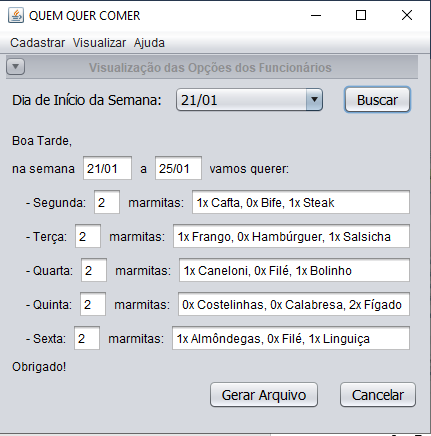 QUEM QUER COMER
Cadastrar Visualizar Ajuda
Visualização das Opções dos Funcionários
Dia de Início da Semana: 21/01 Buscar
Boa Tarde,
na semana 21/01 a 25/01 vamos querer:
- Segunda: 2 marmitas: 1x Cafta, 0x Bife, 1x Steak
- Terça: 2 marmitas: 1x Frango, 0x Hambúrguer, 1x Salsicha
- Quarta: 2 marmitas: 1x Caneloni, 0x Filé, 1x Bolinho
- Quinta: 2 marmitas: 0x Costelinhas, 0x Calabresa, 2x Fígado
- Sexta: 2 marmitas: 1x Almôndegas, 0x Filé, 1x Linguiça
Obrigado!
Gerar Arquivo Cancelar